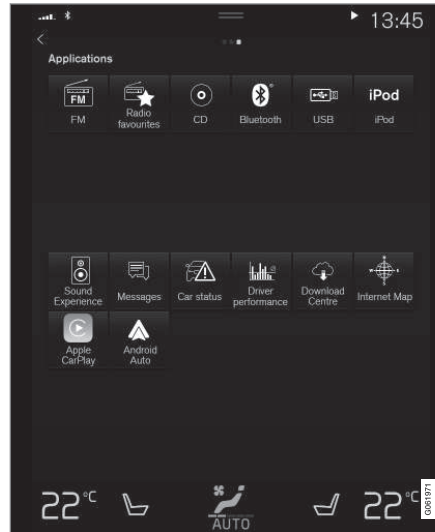 13:45
Applications
FM
FM
Radio
favourites
CD
Bluetooth
USB
iPod
iPod
Sound
Experience
Messages
Car status
Driver
performance
Download
Centre
Internet Map
Apple
CarPlay
Android
Auto
22°C
AUTO
22°C
G061971